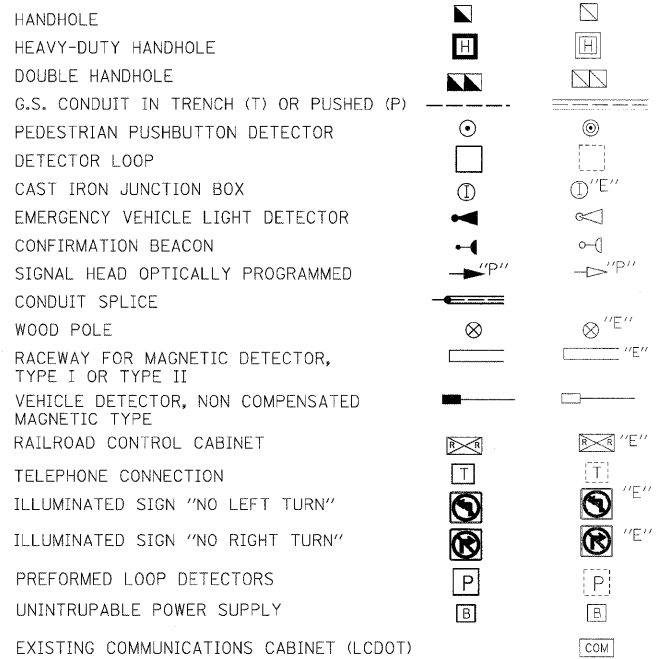 HANDHOLE
HEAVY-DUTY HANDHOLE H H
DOUBLE HANDHOLE
G.S. CONDUIT IN TRENCH (T) OR PUSHED (P)
PEDESTRIAN PUSHBUTTON DETECTOR
DETECTOR LOOP
CAST IRON JUNCTION BOX I I "E"
EMERGENCY VEHICLE LIGHT DETECTOR
CONFIRMATION BEACON
SIGNAL HEAD OPTICALLY PROGRAMMED "P" "P"
CONDUIT SPLICE
WOOD POLE "E"
RACEWAY FOR MAGNETIC DETECTOR, "E"
TYPE I OR TYPE II
VEHICLE DETECTOR, NON COMPENSATED
MAGNETIC TYPE
RAILROAD CONTROL CABINET R R R R "E"
TELEPHONE CONNECTION T T
ILLUMINATED SIGN "NO LEFT TURN" "E"
ILLUMINATED SIGN "NO RIGHT TURN" "E"
PREFORMED LOOP DETECTORS P P
UNINTRUPABLE POWER SUPPLY B B
EXISTING COMMUNICATIONS CABINET (LCDOT) COM